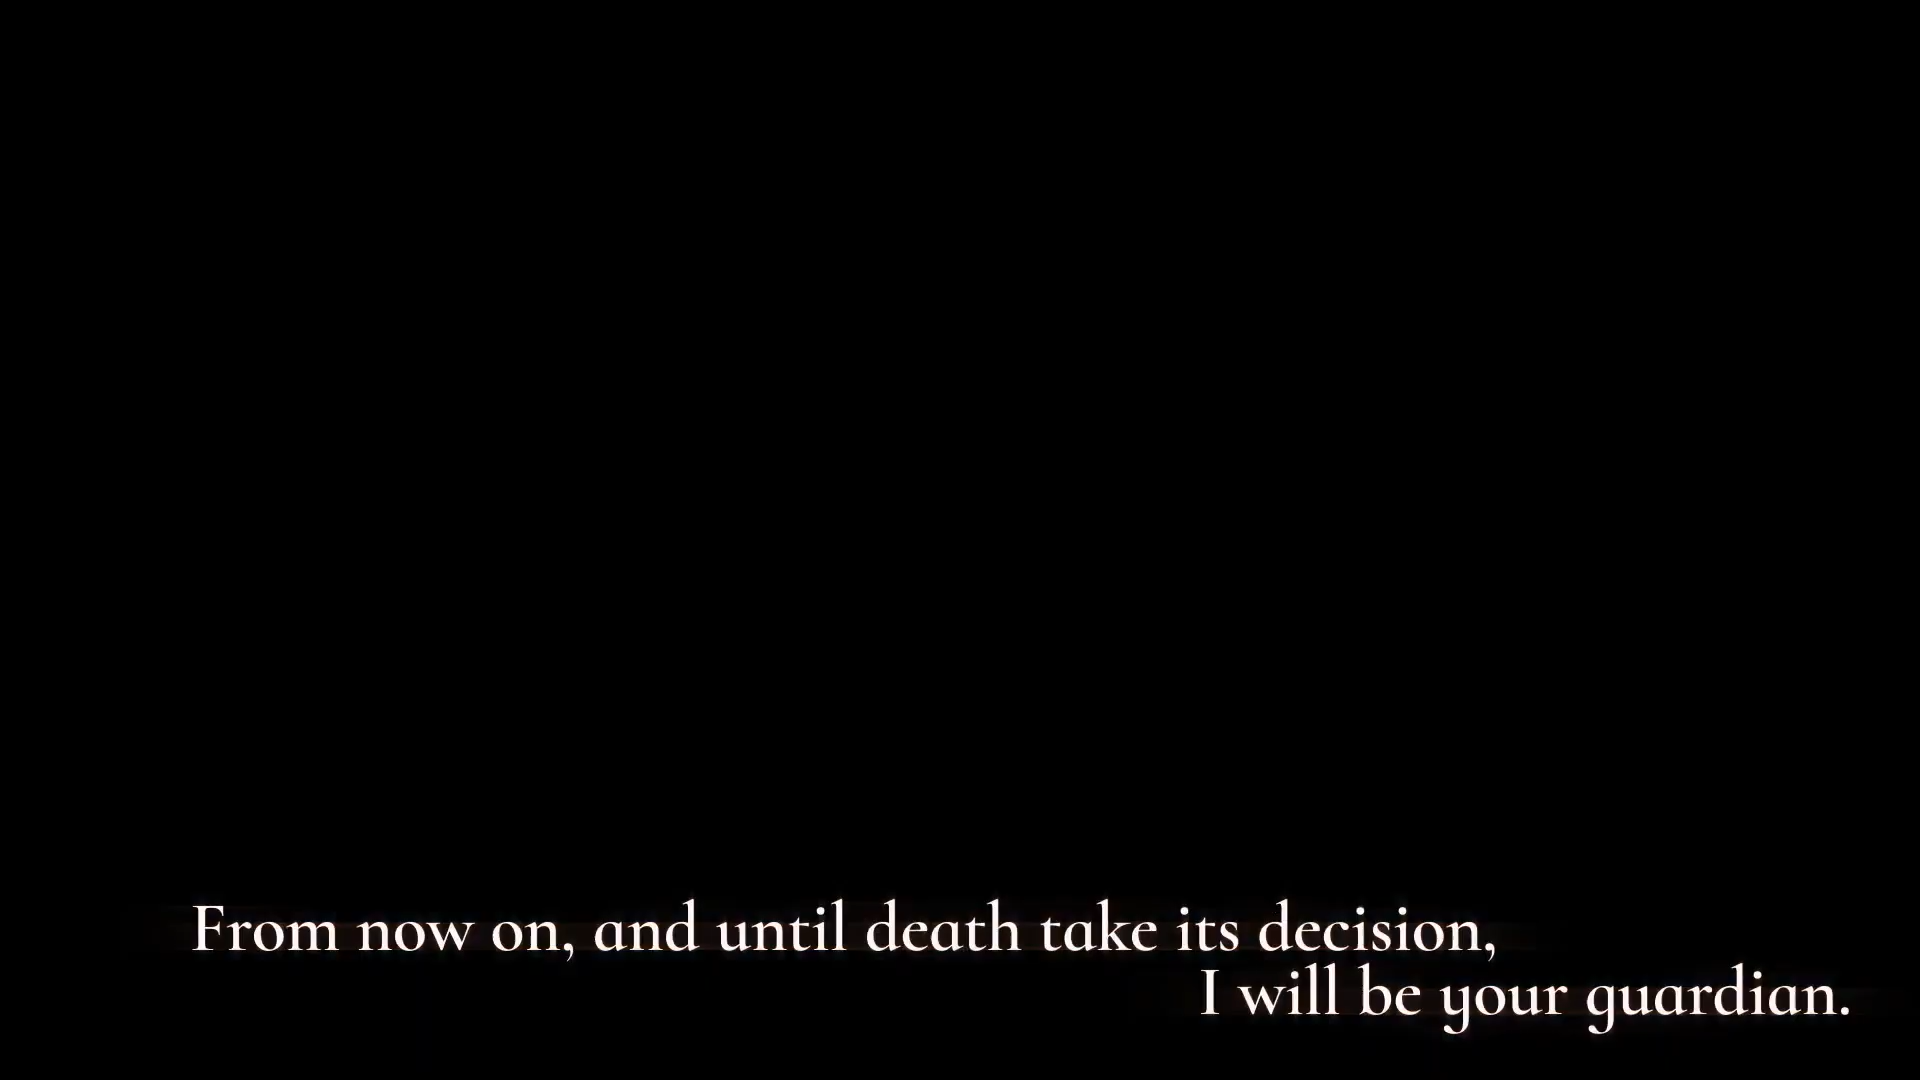 From now on, and until death take its decision,
I will be your guardian.